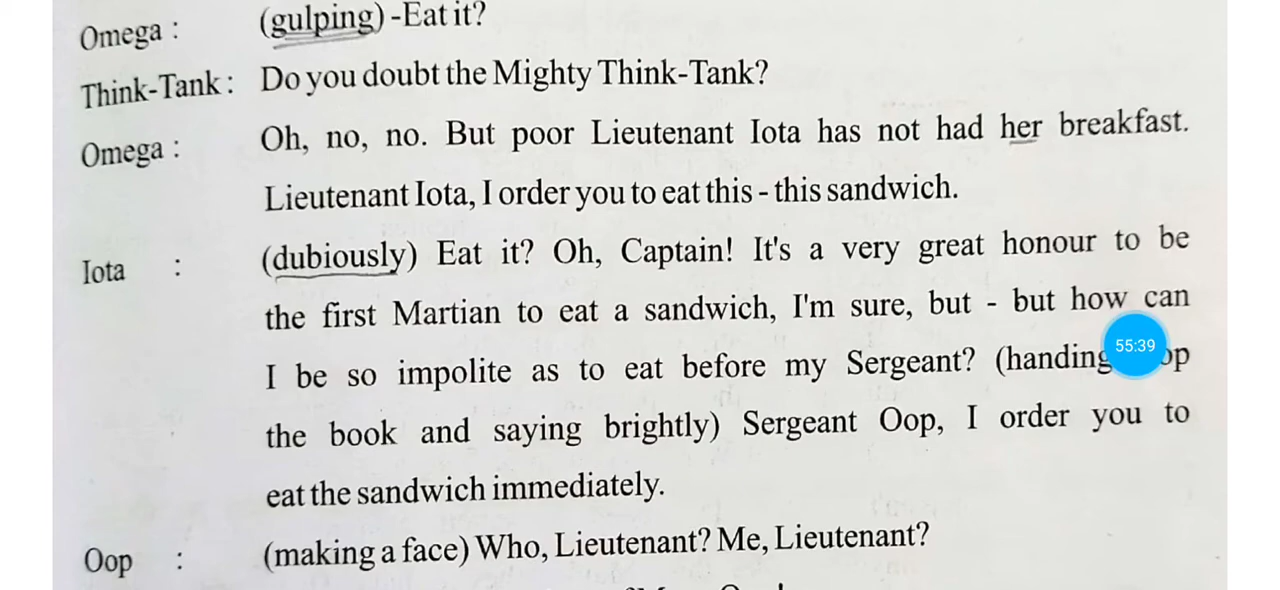 Omega : (gulping) -Eat it?
Think-Tank : Do you doubt the Mighty Think-Tank?
Omega : Oh, no, no. But poor Lieutenant Iota has not had her breakfast.
Lieutenant Iota, I order you to eat this - this sandwich.
Iota : (dubiously) Eat it? Oh, Captain! It's a very great honour to be
the first Martian to eat a sandwich, I'm sure, but - but how can
I be so impolite as to eat before my Sergeant? (handing
55:39
the book and saying brightly) Sergeant Oop, I order you to
eat the sandwich immediately.
Oop : (making a face) Who, Lieutenant? Me, Lieutenant?